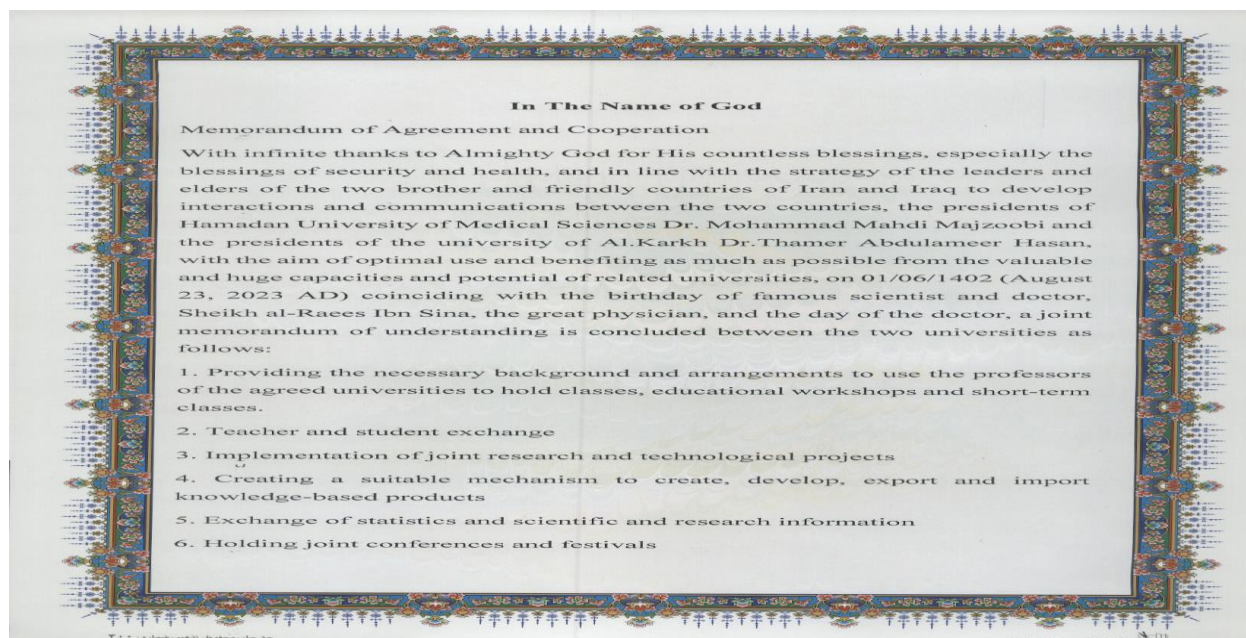 In The Name of God
Memorandum of Agreement and Cooperation
With infinite thanks to Almighty God for His countless blessings, especially the
blessings of security and health, and in line with the strategy of the leaders and
elders of the two brother and friendly countries of Iran and Iraq to develop
interactions and communications between the two countries, the presidents of
Hamadan University of Medical Sciences Dr. Mohammad Mahdi Majzoobi and
the presidents of the university of Al.Karkh Dr.Thamer Abdulameer Hasan,
with the aim of optimal use and benefiting as much as possible from the valuable
and huge capacities and potential of related universities, on 01/06/1402 (August
23, 2023 AD) coinciding with the birthday of famous scientist and doctor,
Sheikh al-Raees Ibn Sina, the great physician, and the day of the doctor, a joint
memorandum of understanding is concluded between the two universities as
follows:
1. Providing the necessary background and arrangements to use the professors
of the agreed universities to hold classes, educational workshops and short-term
classes.
2. Teacher and student exchange
3. Implementation of joint research and technological projects
4. Creating a suitable mechanism to create, develop, export and import
knowledge-based products
5. Exchange of statistics and scientific and research information
6. Holding joint conferences and festivals